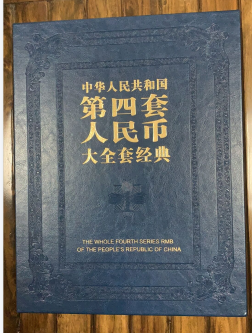 中华人民共和国
第四套
人民币
大全套经典
THE WHOLE FOURTH SERIES RMB
OF THE PEOPLE'S REPUBLIC OF CHINA